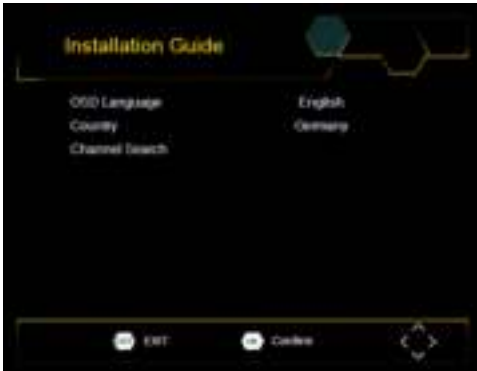 Installation Guide
OSD Language English
Country Germany
Channel Search
EXIT Confirm